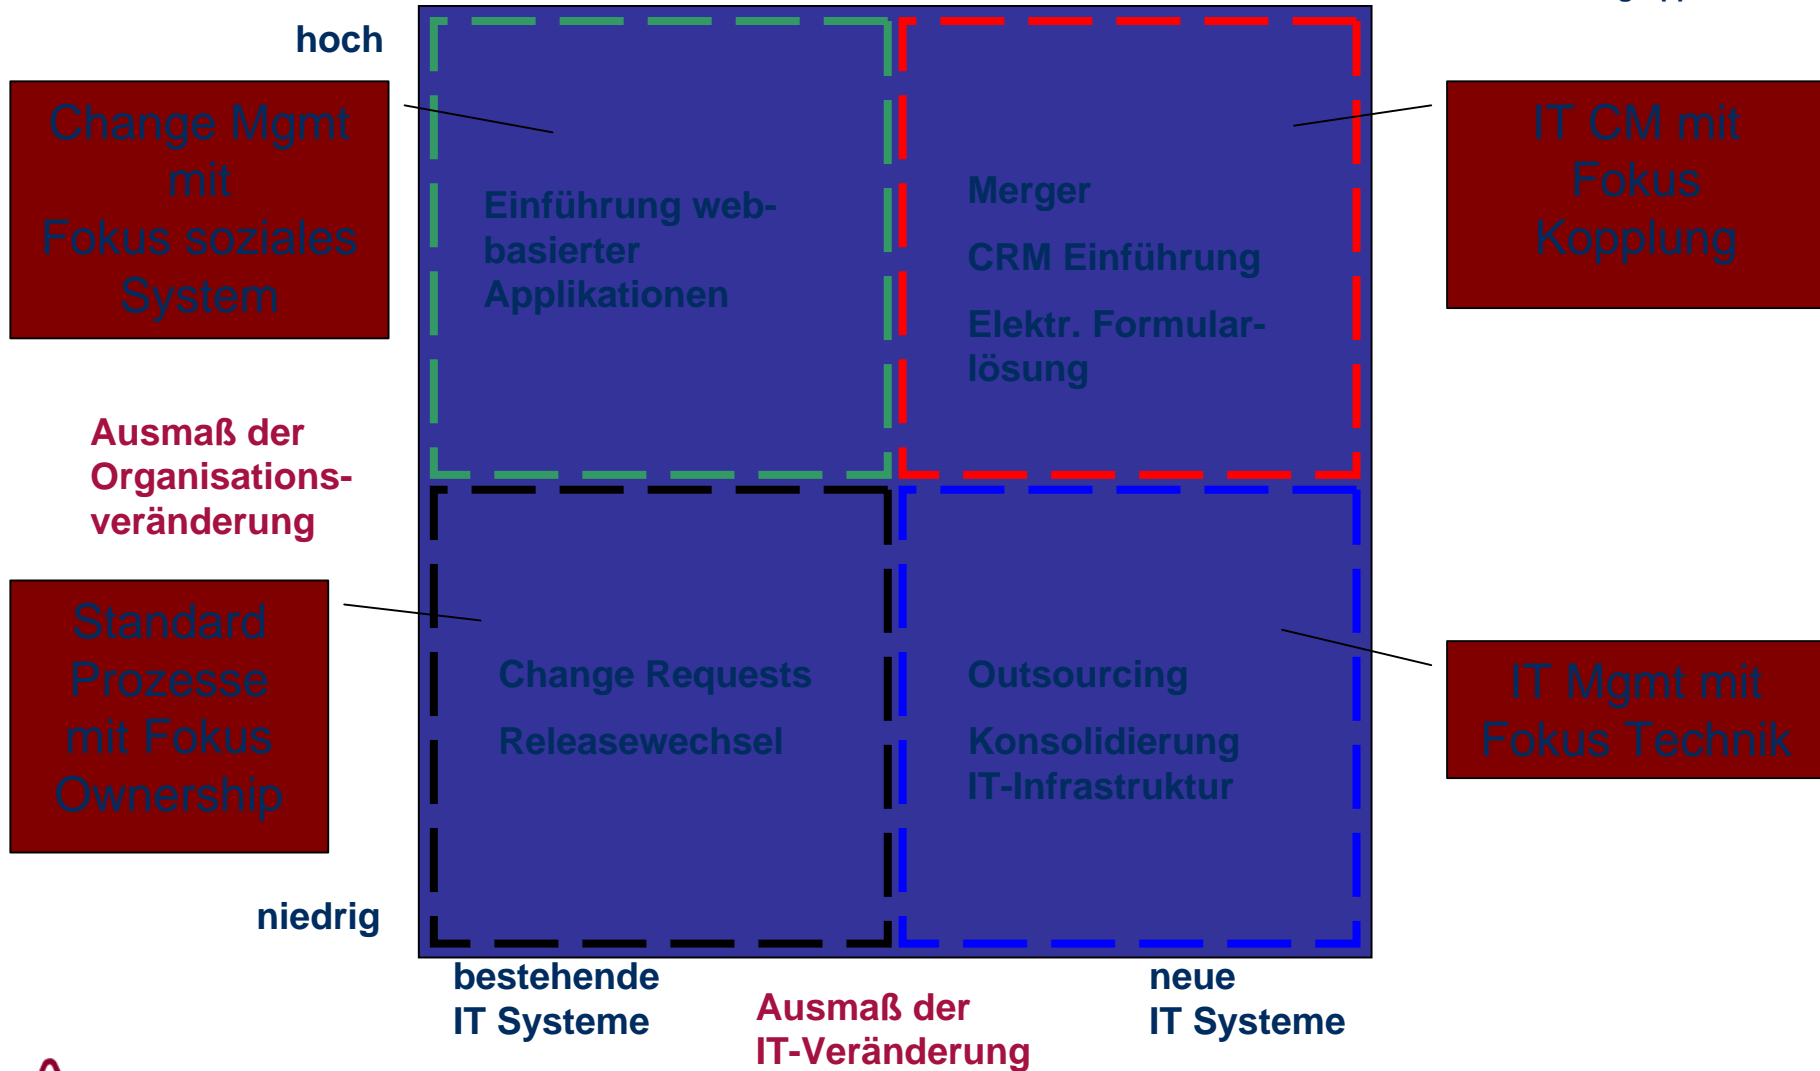 hoch
Change Mgmt
mit
Fokus soziales
System
Einführung web-
basierter
Applikationen
Merger
CRM Einführung
Elektr. Formular-
lösung
IT CM mit
Fokus
Kopplung
Ausmaß der
Organisations-
veränderung
Standard
Prozesse
mit Fokus
Ownership
Change Requests
Releasewechsel
Outsourcing
Konsolidierung
IT-Infrastruktur
IT Mgmt mit
Fokus Technik
niedrig
bestehende
IT Systeme
Ausmaß der
IT-Veränderung
neue
IT Systeme